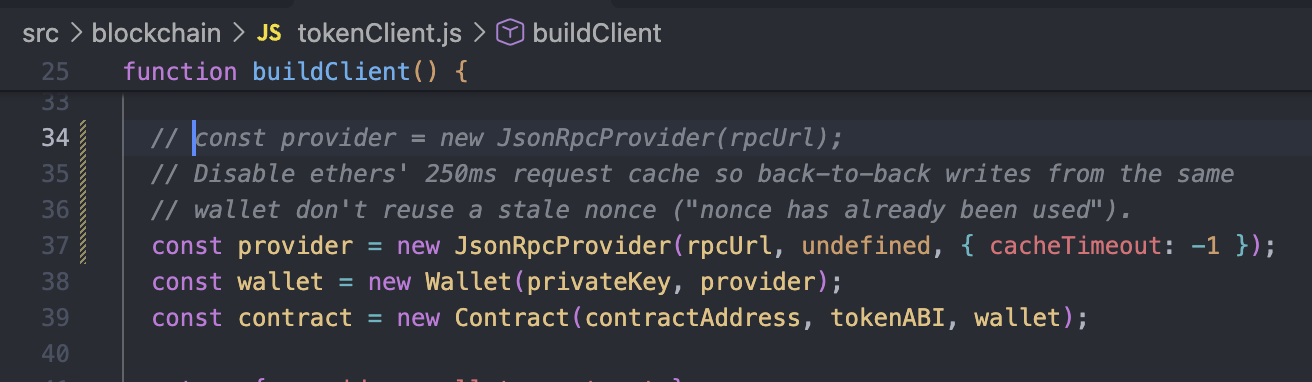 src > blockchain > JS tokenClient.js > buildClient
25 function buildClient() {
33
34 // const provider = new JsonRpcProvider(rpcUrl);
35 // Disable ethers' 250ms request cache so back-to-back writes from the same
36 // wallet don't reuse a stale nonce ("nonce has already been used").
37 const provider = new JsonRpcProvider(rpcUrl, undefined, { cacheTimeout: -1 });
38 const wallet = new Wallet(privateKey, provider);
39 const contract = new Contract(contractAddress, tokenABI, wallet);
40